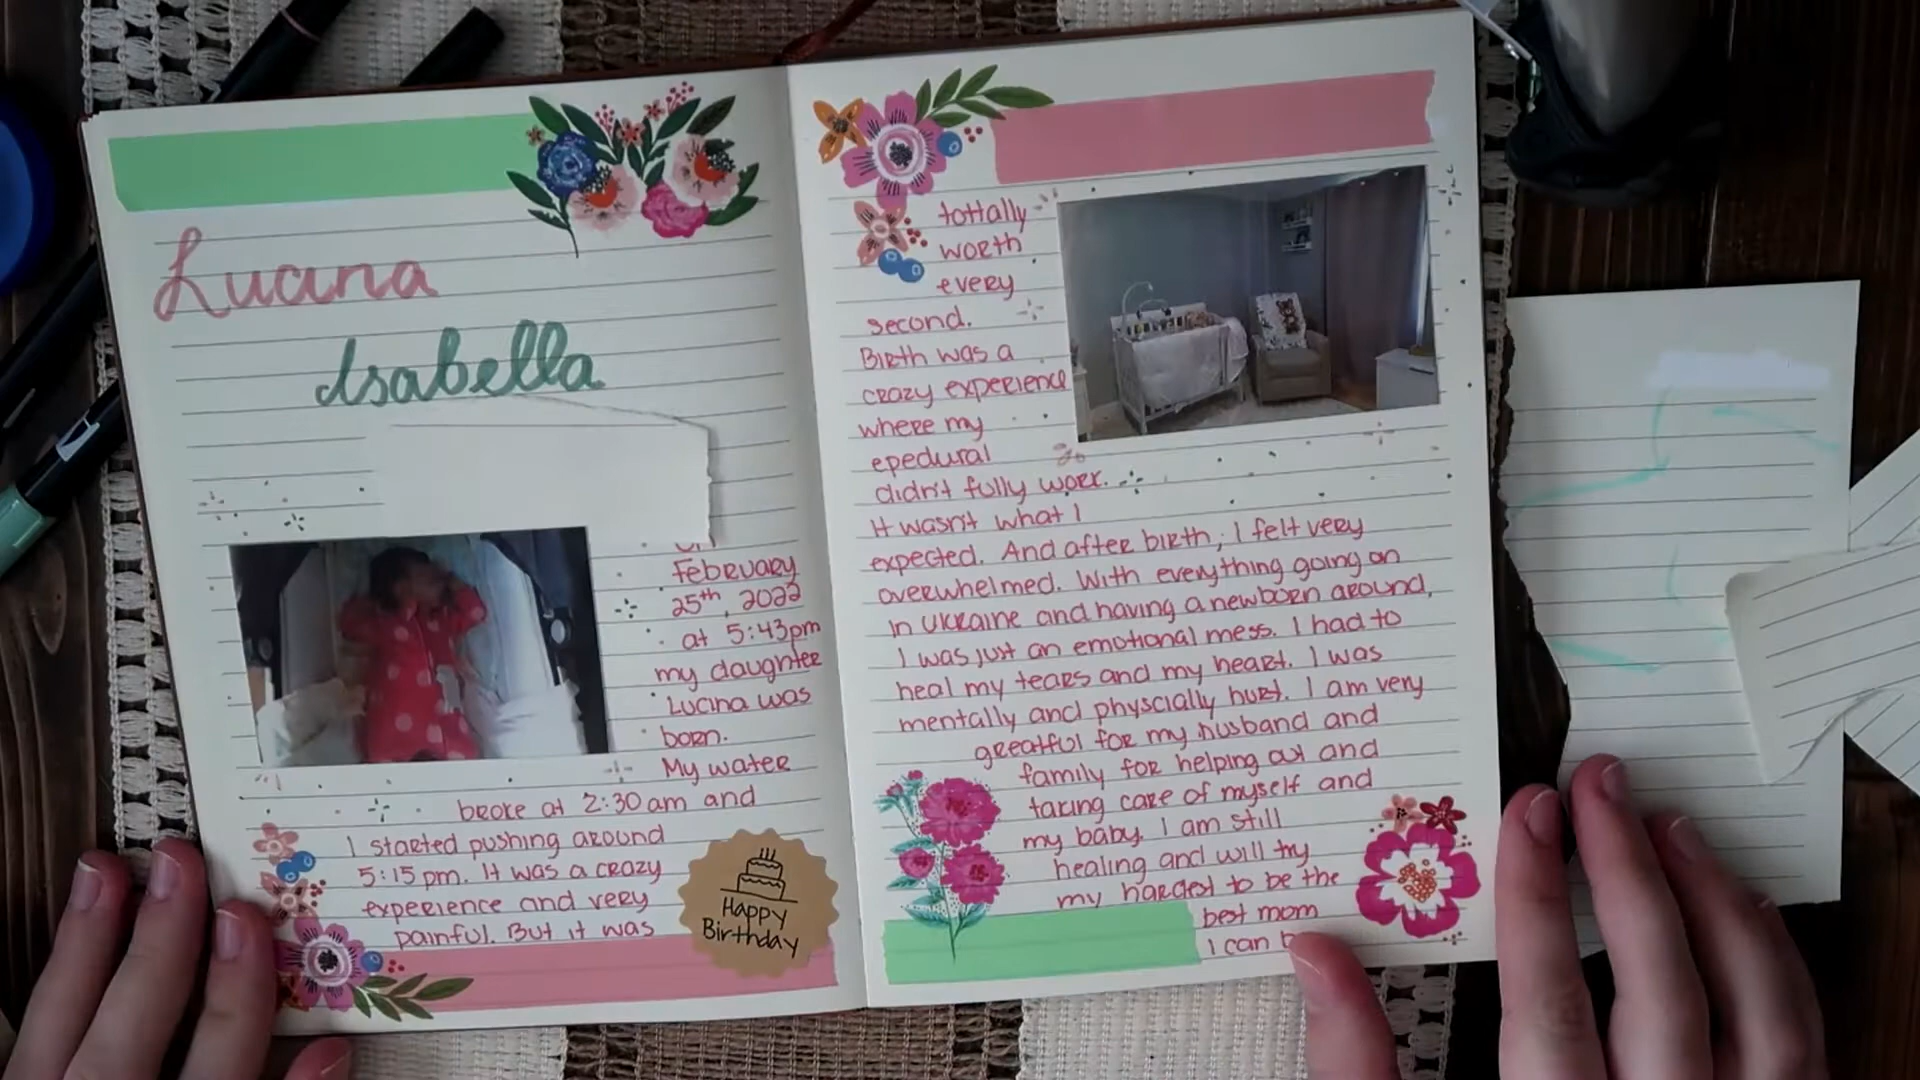 Lucina
Isabella
On
February
25th, 2022
at 5:43pm
my daughter
Lucina was
born.
My water
broke at 2:30am and
I started pushing around
5:15pm. It was a crazy
experience and very
painful. But it was
Happy
Birthday
tottally
worth
every
second.
Birth was a
crazy experience
where my
epedural
didn't fully work.
It wasn't what I
expected. And after birth, I felt very
overwhelmed. With everything going on
in Ukraine and having a newborn around,
I was just an emotional mess. I had to
heal my tears and my heart. I was
mentally and physcially hurt. I am very
greatful for my husband and
family for helping out and
taking care of myself and
my baby. I am still
healing and will try
my hardest to be the
best mom
I can